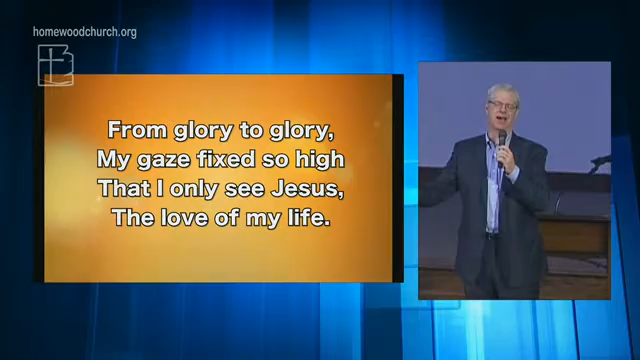 homewoodchurch.org
From glory to glory,
My gaze fixed so high
That I only see Jesus,
The love of my life.